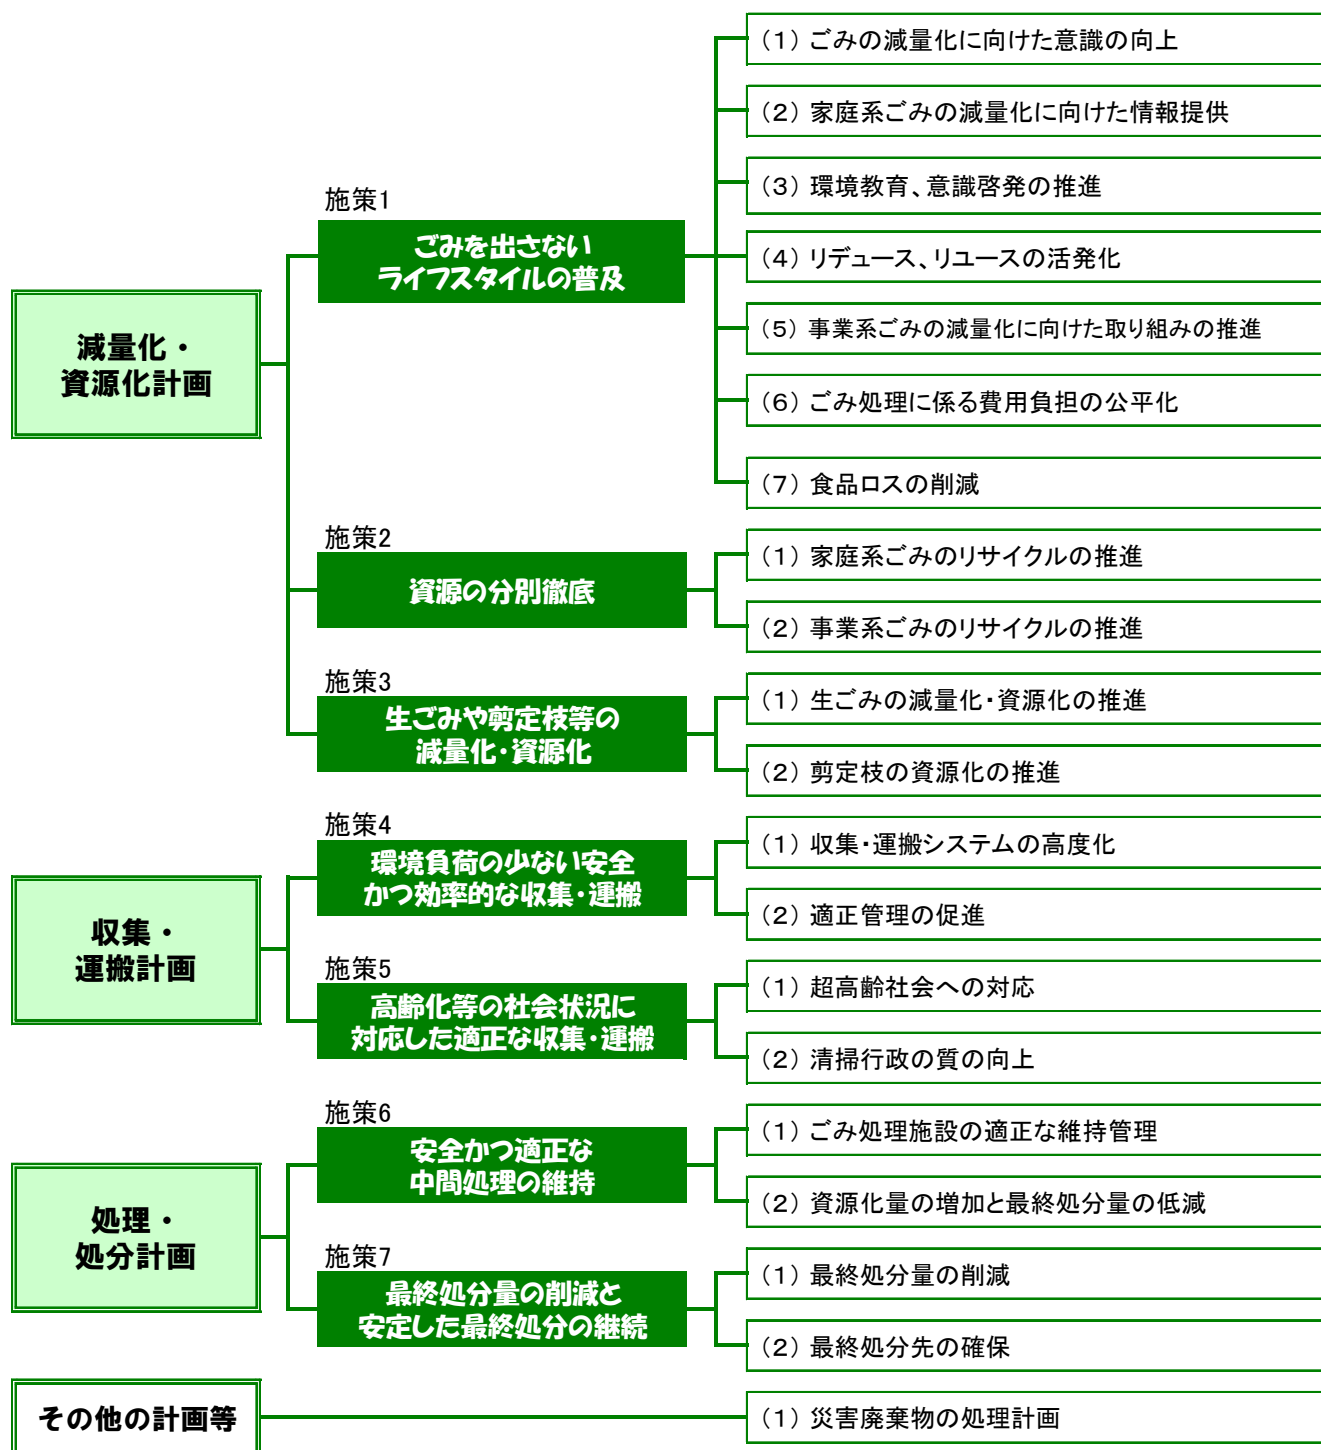 減量化・
資源化計画
施策1
ごみを出さない
ライフスタイルの普及
（１）ごみの減量化に向けた意識の向上
（２）家庭系ごみの減量化に向けた情報提供
（３）環境教育、意識啓発の推進
（４）リデュース、リユースの活発化
（５）事業系ごみの減量化に向けた取り組みの推進
（６）ごみ処理に係る費用負担の公平化
（７）食品ロスの削減
施策2
資源の分別徹底
（１）家庭系ごみのリサイクルの推進
（２）事業系ごみのリサイクルの推進
施策3
生ごみや剪定枝等の
減量化・資源化
（１）生ごみの減量化・資源化の推進
（２）剪定枝の資源化の推進
収集・
運搬計画
施策4
環境負荷の少ない安全
かつ効率的な収集・運搬
（１）収集・運搬システムの高度化
（２）適正管理の促進
施策5
高齢化等の社会状況に
対応した適正な収集・運搬
（１）超高齢社会への対応
（２）清掃行政の質の向上
処理・
処分計画
施策6
安全かつ適正な
中間処理の維持
（１）ごみ処理施設の適正な維持管理
（２）資源化量の増加と最終処分量の低減
施策7
最終処分量の削減と
安定した最終処分の継続
（１）最終処分量の削減
（２）最終処分先の確保
その他の計画等
（１）災害廃棄物の処理計画